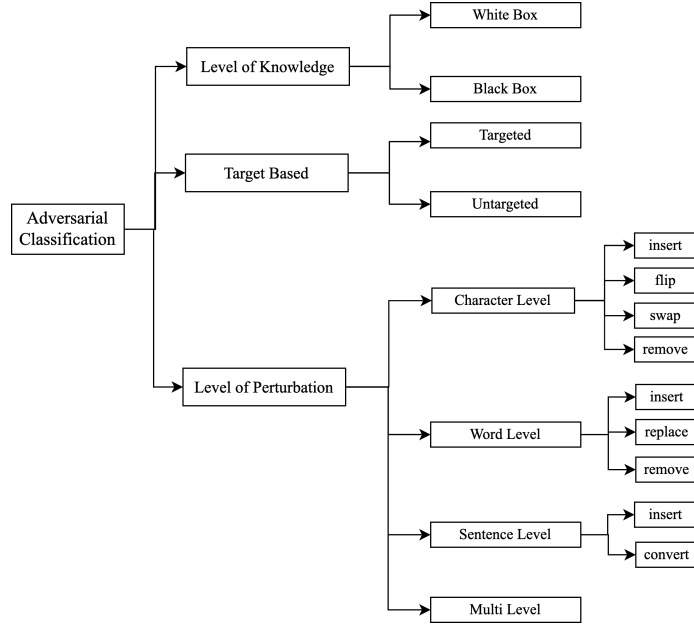 White Box
Level of Knowledge
Black Box
Targeted
Target Based
Untargeted
Adversarial
Classification
insert
flip
Character Level
swap
remove
Level of Perturbation
insert
Word Level
replace
remove
insert
Sentence Level
convert
Multi Level